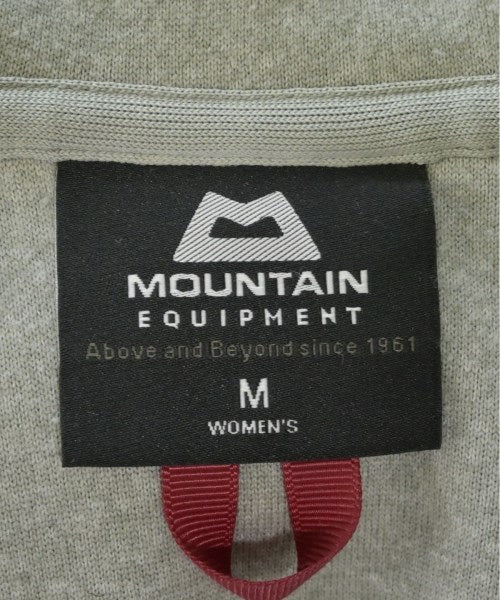 MOUNTAIN
EQUIPMENT
Above and Beyond since 1961
M
WOMEN'S